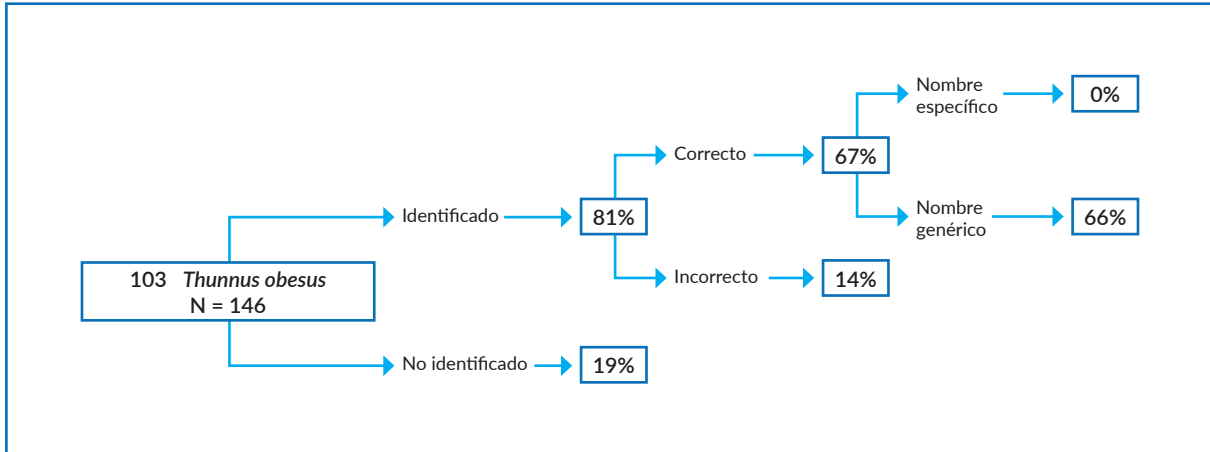 Nombre
específico
0%
Correcto
67%
Nombre
genérico
66%
Identificado
81%
Incorrecto
14%
103 Thunnus obesus
N = 146
No identificado
19%